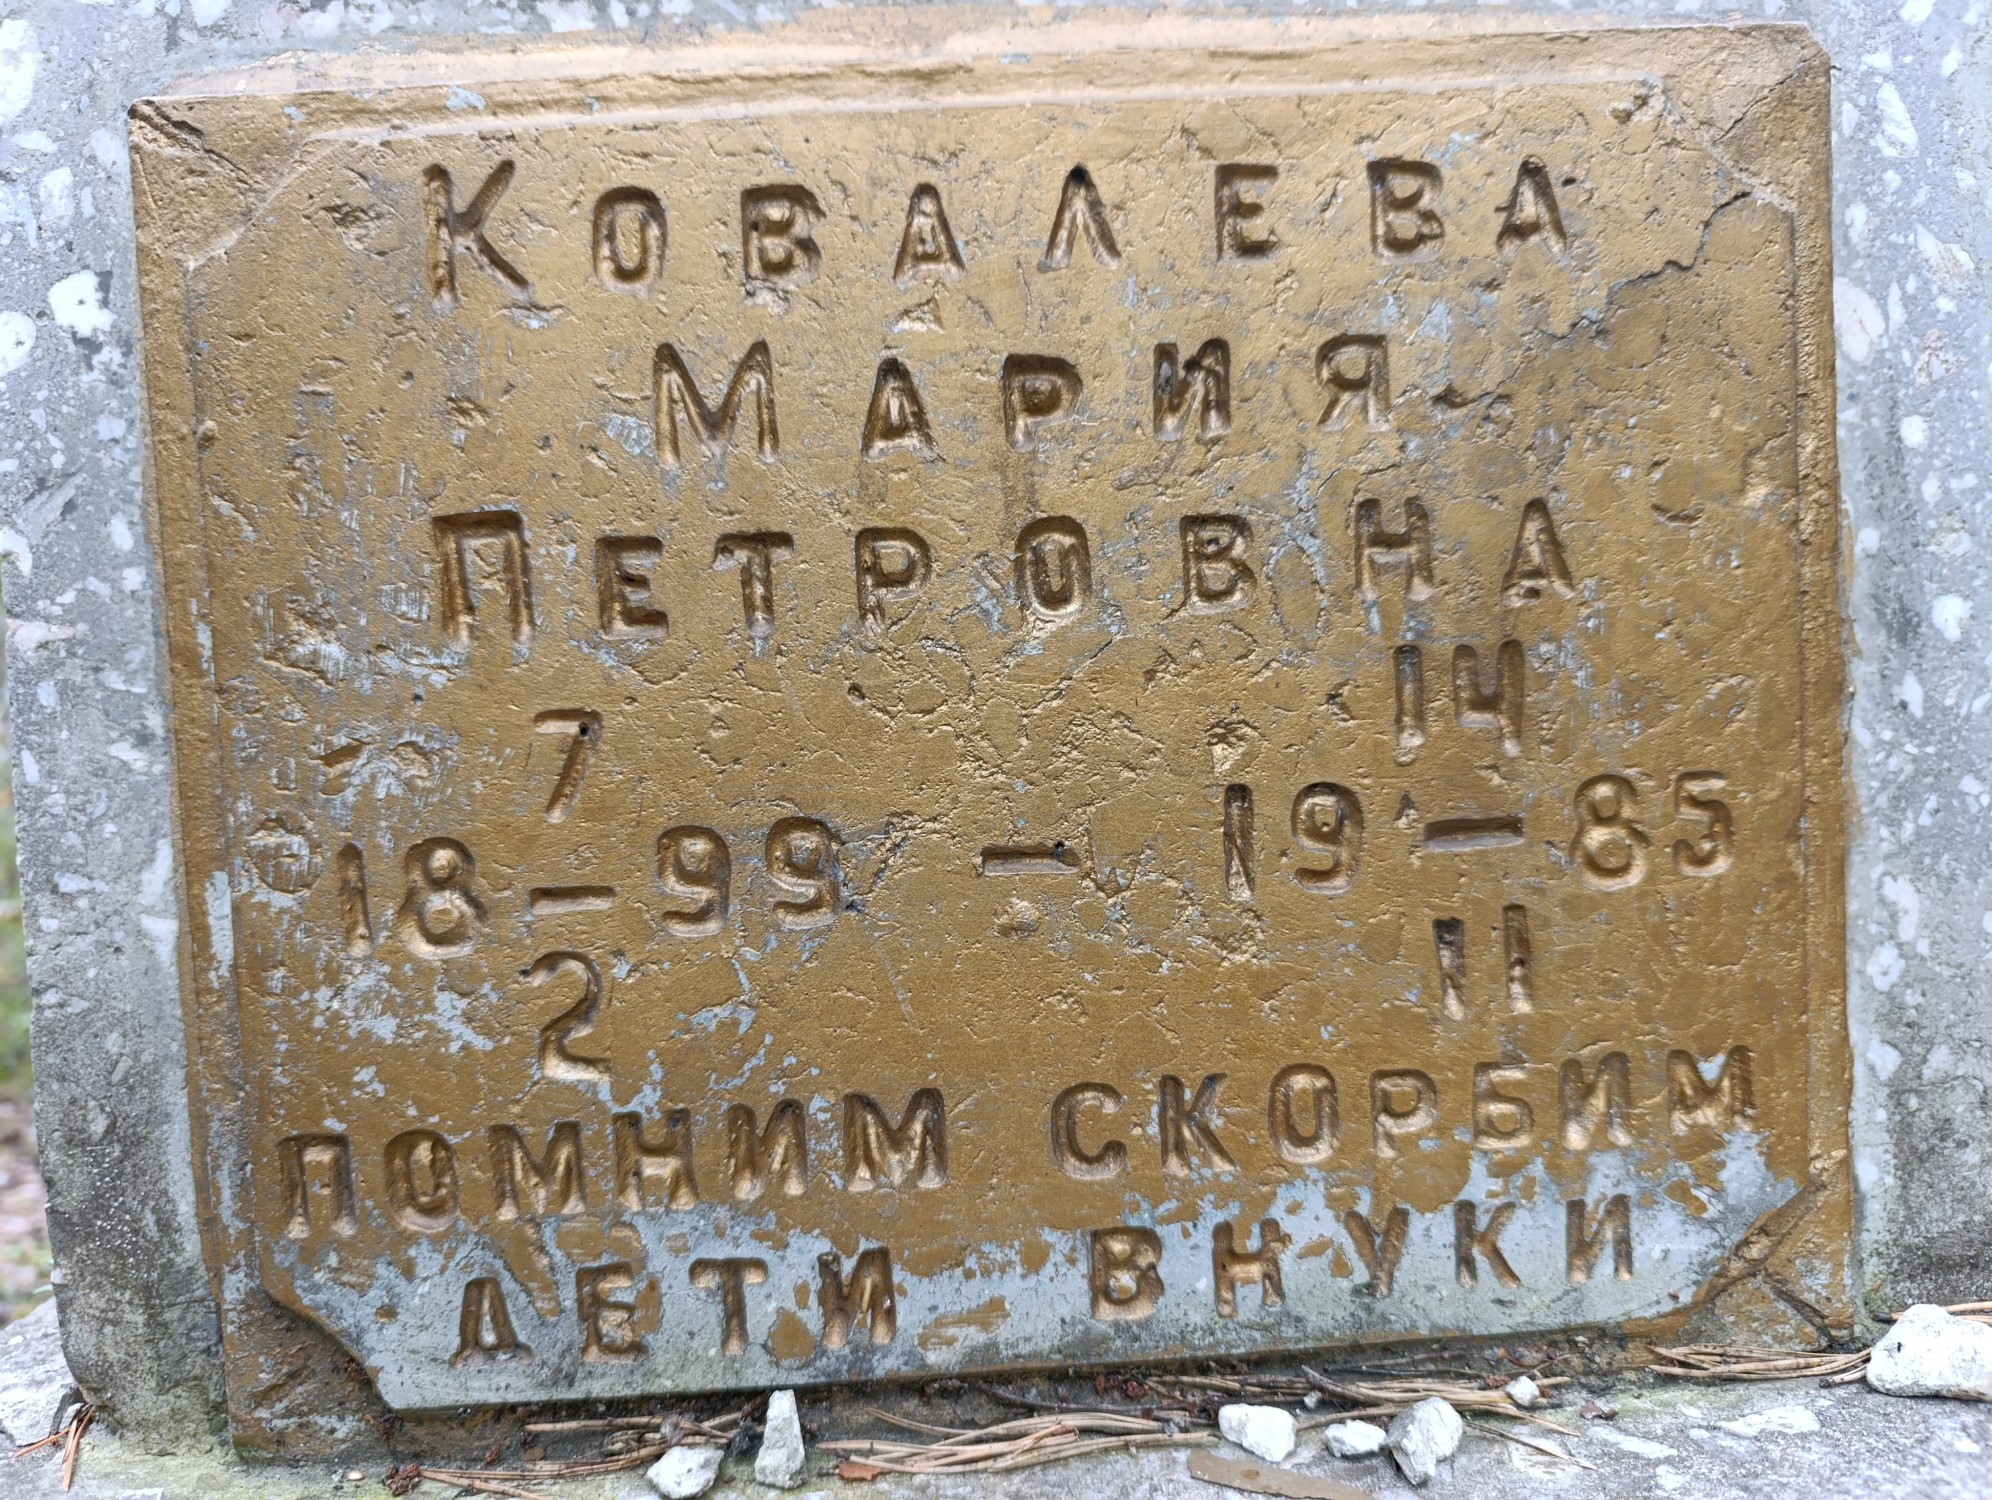 КОВАЛЕВА
МАРИЯ
ПЕТРОВНА
7 14
18—99 — 19—85
2 11
ПОМНИМ СКОРБИМ
ДЕТИ ВНУКИ